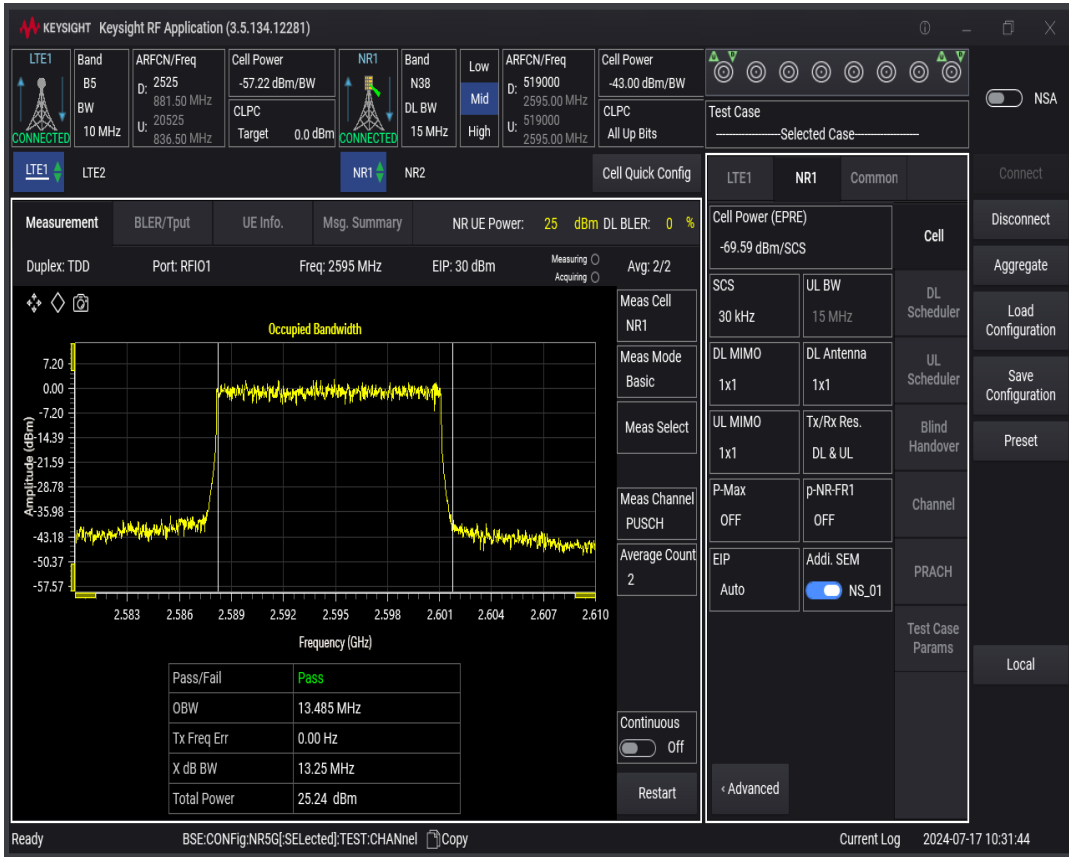 KEYSIGHT Keysight RF Application (3.5.134.12281)
LTE1 Band ARFCN/Freq Cell Power NR1 Band Low ARFCN/Freq Cell Power
B5 D: 2525 -57.22 dBm/BW N38 D: 519000 -43.00 dBm/BW
881.50 MHz 2595.00 MHz
BW CLPC DL BW Mid CLPC Test Case
U: 20525 U: 519000
CONNECTED 10 MHz 836.50 MHz Target 0.0 dBm CONNECTED 15 MHz High 2595.00 MHz All Up Bits ---Selected Case---
NSA
LTE1 LTE2 NR1 NR2 Cell Quick Config
LTE1 NR1 Common
Connect
Measurement BLER/Tput UE Info. Msg. Summary NR UE Power: 25 dBm DL BLER: 0 %
Duplex: TDD Port: RFIO1 Freq: 2595 MHz EIP: 30 dBm Measuring Acquiring Avg: 2/2
Occupied Bandwidth
Amplitude (dBm)
7.20
0.00
-7.20
-14.39
-21.59
-28.78
-35.98
-43.18
-50.37
-57.57
2.583 2.586 2.589 2.592 2.595 2.598 2.601 2.604 2.607 2.610
Frequency (GHz)
Pass/Fail Pass
OBW 13.485 MHz
Tx Freq Err 0.00 Hz
X dB BW 13.25 MHz
Total Power 25.24 dBm
Meas Cell
NR1
Meas Mode
Basic
Meas Select
Meas Channel
PUSCH
Average Count
2
Continuous
Off
Restart
Cell Power (EPRE)
-69.59 dBm/SCS
SCS UL BW
30 kHz 15 MHz
DL MIMO DL Antenna
1x1 1x1
UL MIMO Tx/Rx Res.
1x1 DL & UL
P-Max p-NR-FR1
OFF OFF
EIP Addi. SEM
Auto NS_01
‹ Advanced
Cell
DL
Scheduler
UL
Scheduler
Blind
Handover
Channel
PRACH
Test Case
Params
Disconnect
Aggregate
Load
Configuration
Save
Configuration
Preset
Local
Ready BSE:CONFig:NR5G[:SELected]:TEST:CHANnel Copy Current Log 2024-07-17 10:31:44